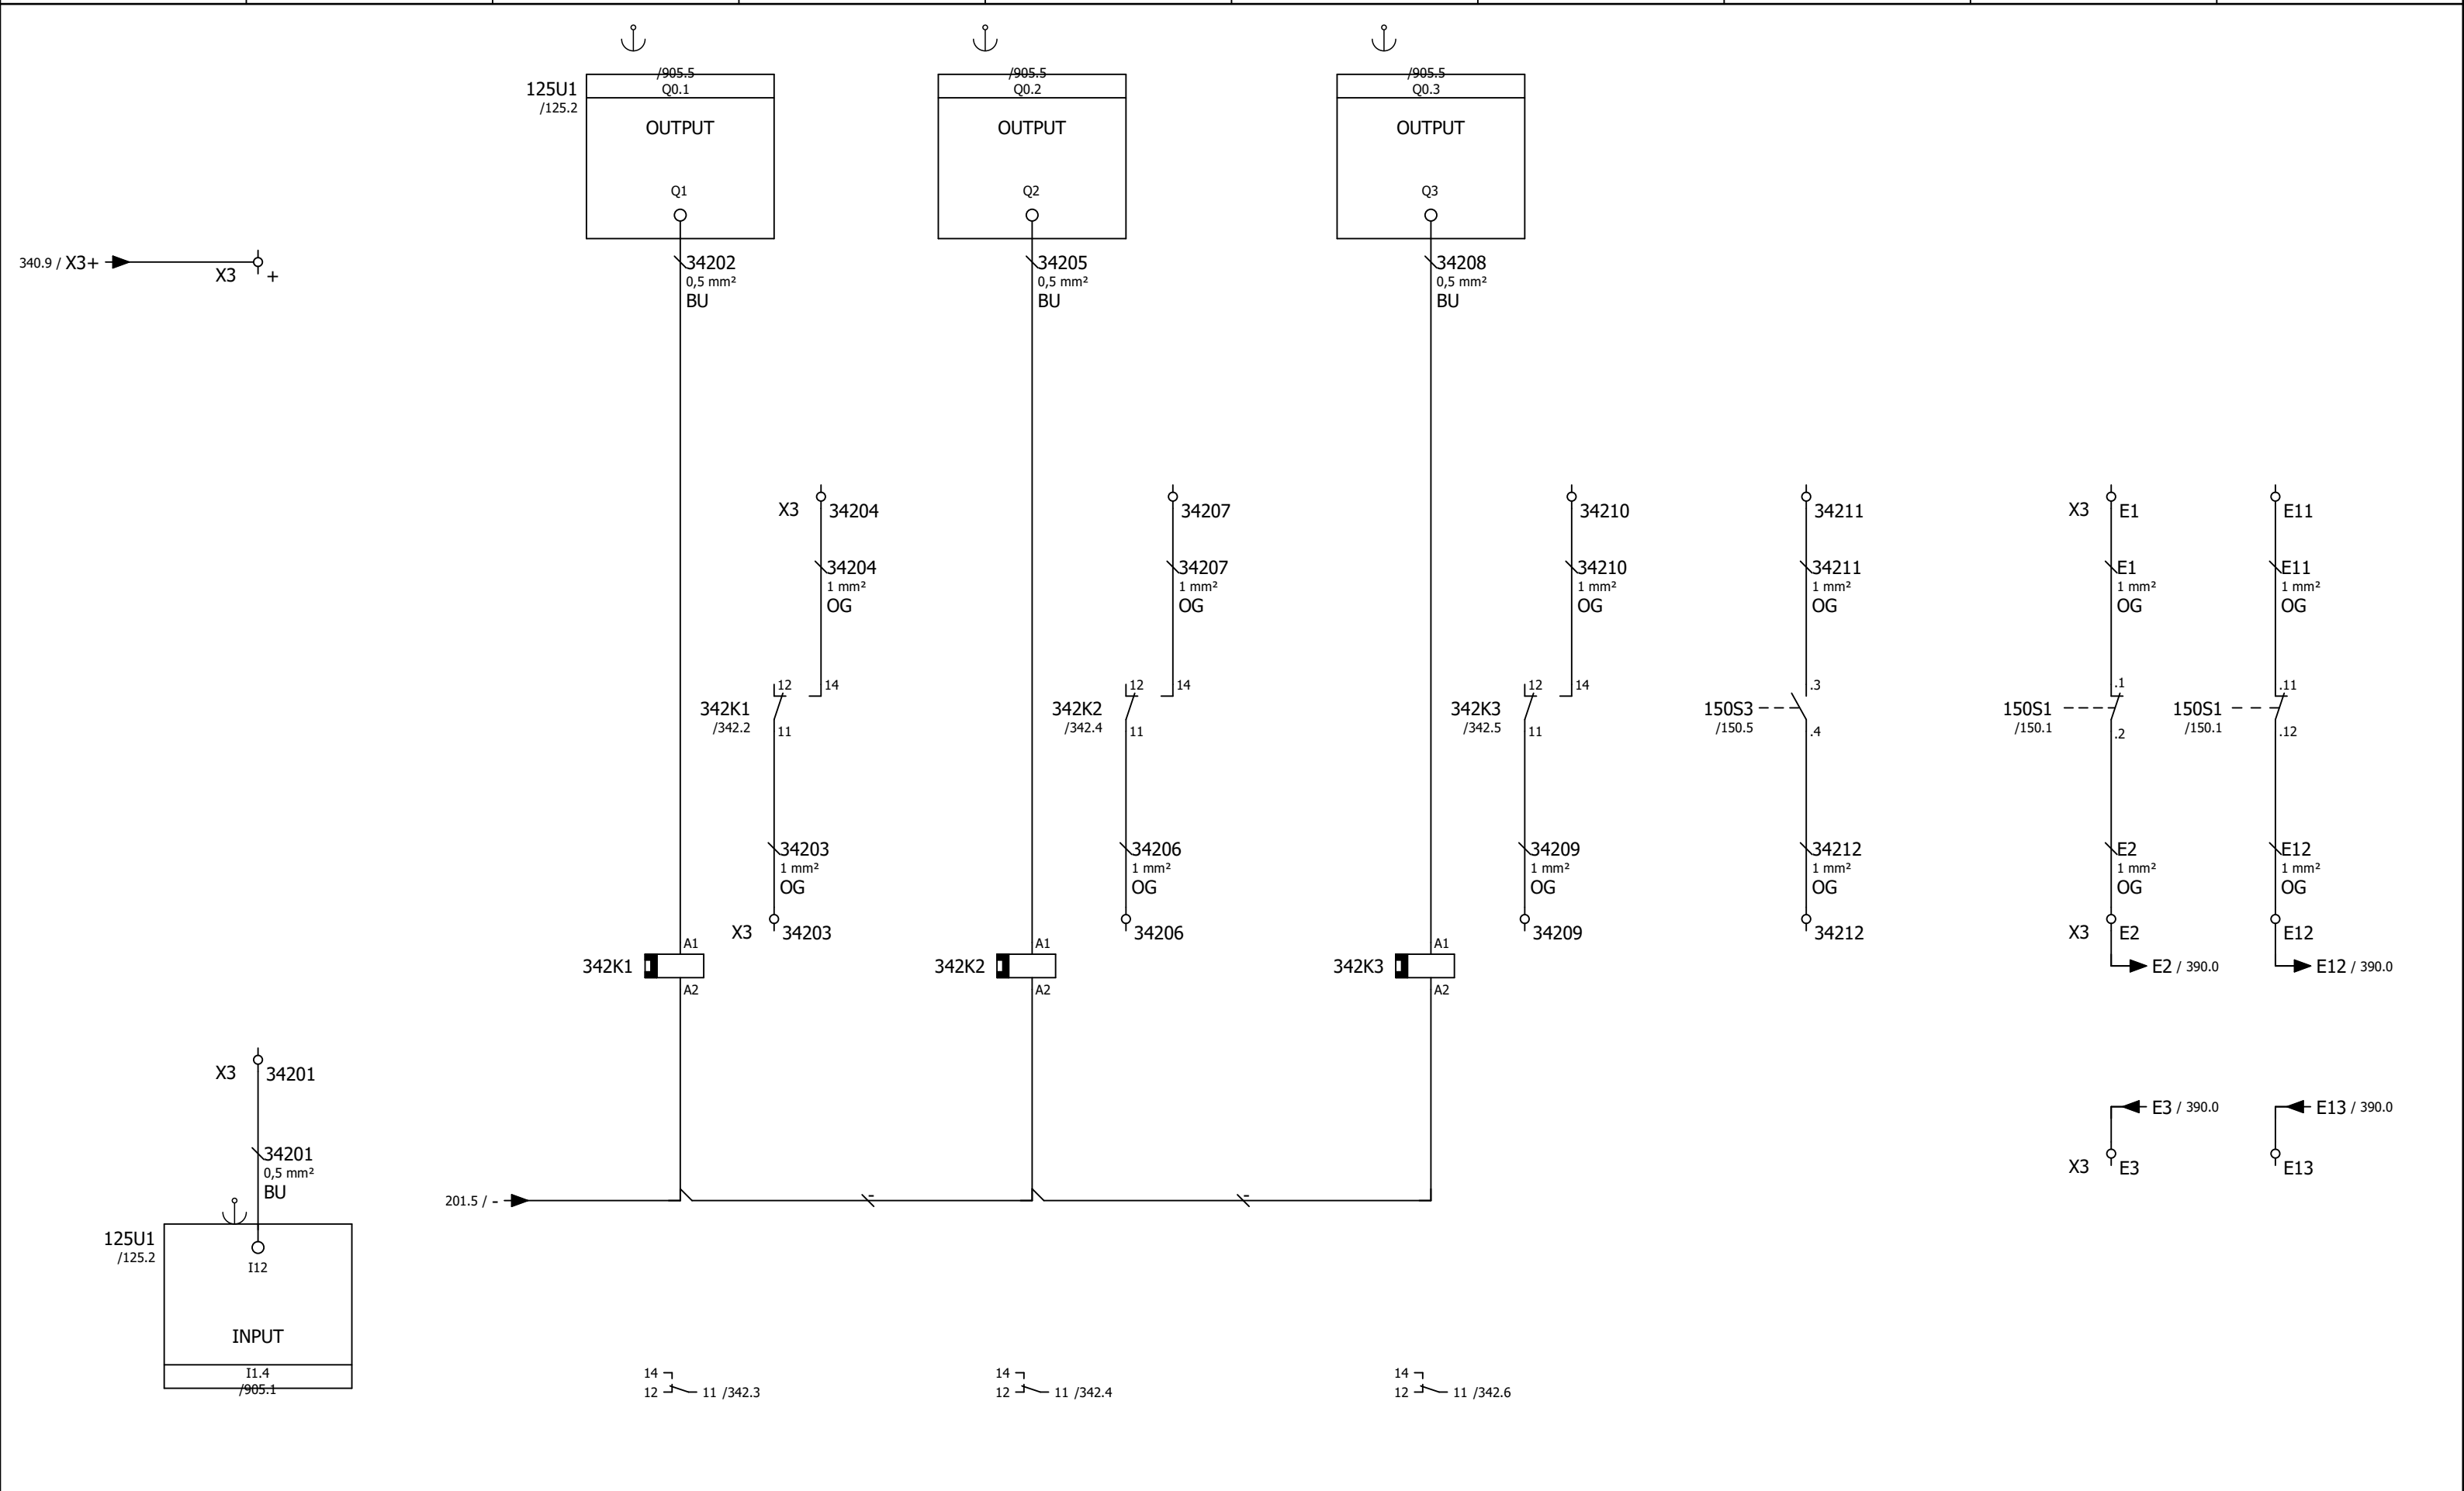 /905.5
/905.5
/905.5
125U1
Q0.1
Q0.2
Q0.3
/125.2
OUTPUT
OUTPUT
OUTPUT
Q1
Q2
Q3
340.9 / X3+
X3
+
34202
0,5 mm²
BU
34205
0,5 mm²
BU
34208
0,5 mm²
BU
X3
34204
34207
34210
34211
X3
E1
E11
34204
1 mm²
OG
34207
1 mm²
OG
34210
1 mm²
OG
34211
1 mm²
OG
E1
1 mm²
OG
E11
1 mm²
OG
342K1
/342.2
12
14
11
342K2
/342.4
12
14
11
342K3
/342.5
12
14
11
150S3
/150.5
.3
.4
150S1
/150.1
.1
.2
150S1
/150.1
.11
.12
34203
1 mm²
OG
34206
1 mm²
OG
34209
1 mm²
OG
34212
1 mm²
OG
E2
1 mm²
OG
E12
1 mm²
OG
X3
34203
34206
34209
34212
X3
E2
E12
342K1
A1
A2
342K2
A1
A2
342K3
A1
A2
E2 / 390.0
E12 / 390.0
X3
34201
34201
0,5 mm²
BU
E3 / 390.0
E13 / 390.0
X3
E3
E13
201.5 / -
-
-
125U1
/125.2
I12
INPUT
I1.4
/905.1
14
12
11 /342.3
14
12
11 /342.4
14
12
11 /342.6